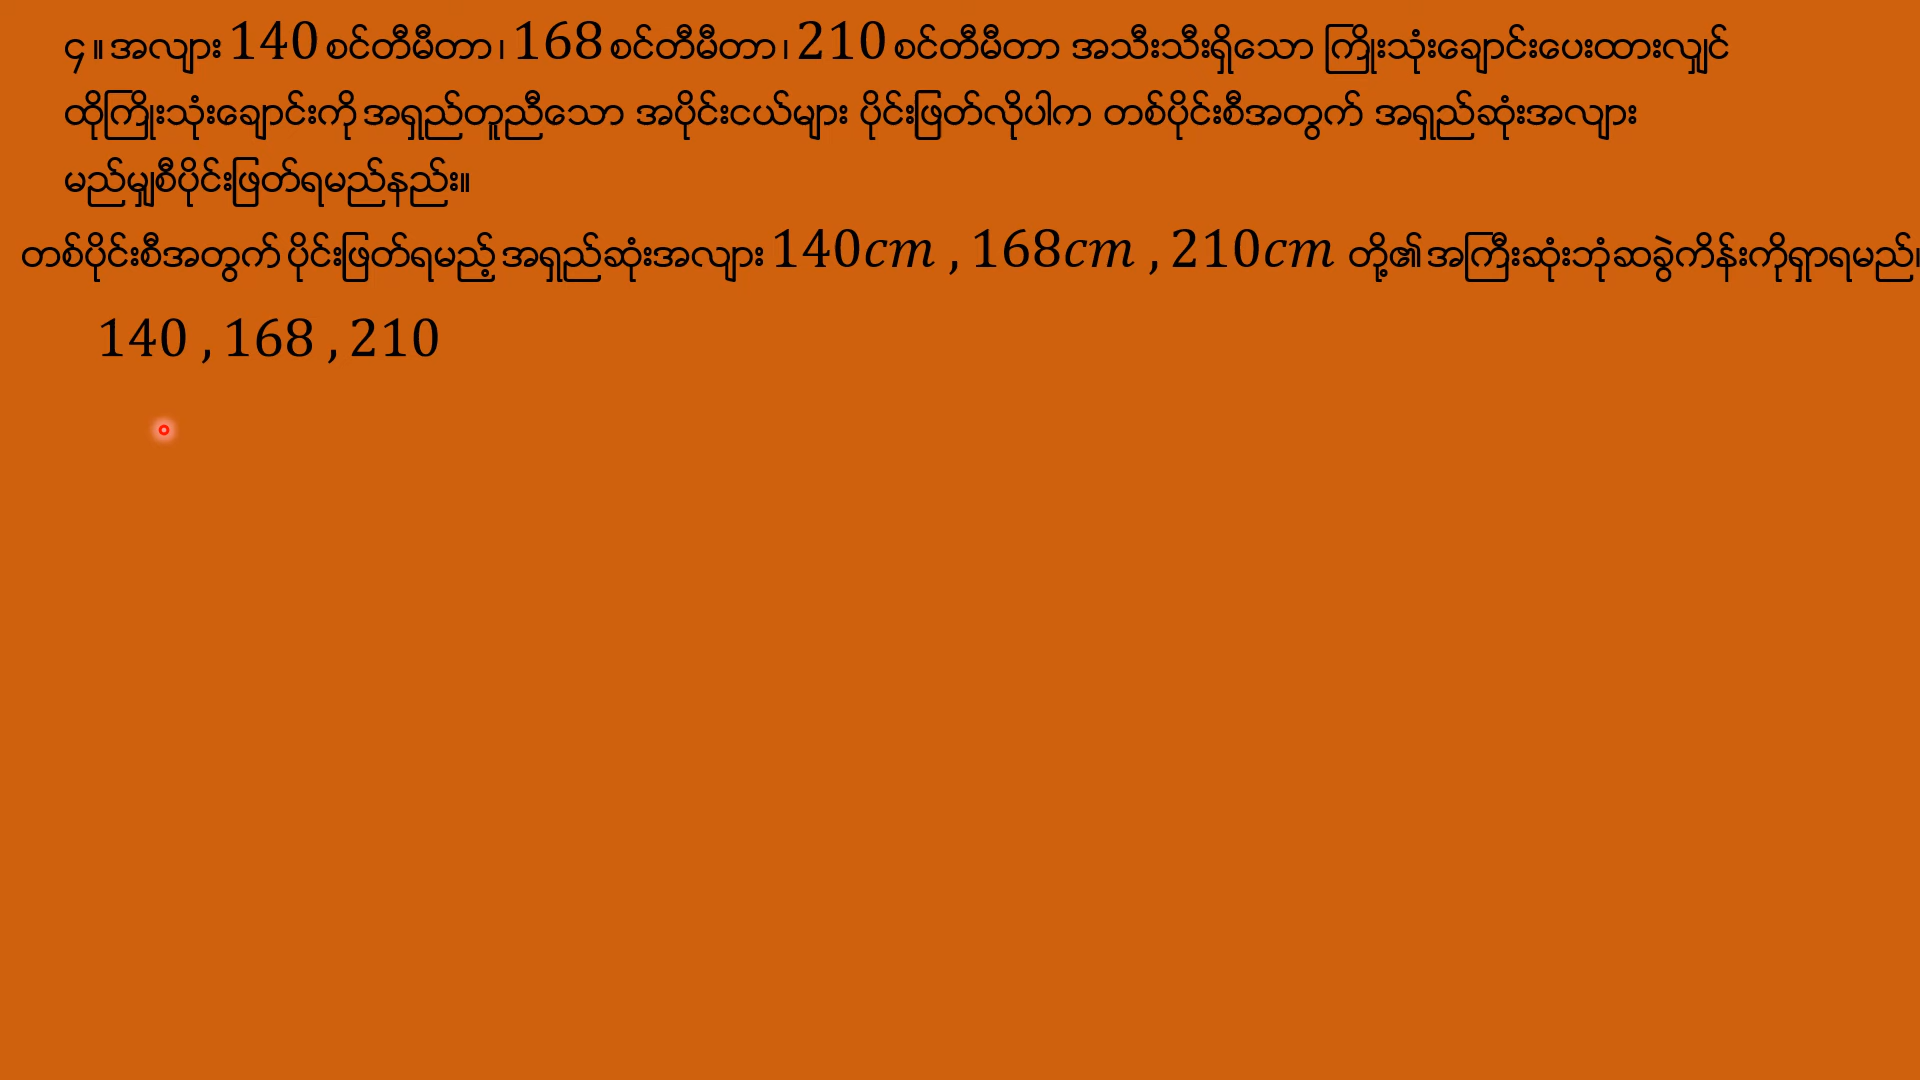 ၄ ။ အလျား 140 စင်တီမီတာ ၊ 168 စင်တီမီတာ ၊ 210 စင်တီမီတာ အသီးသီးရှိသော ကြိုးသုံးချောင်းပေးထားလျှင်
ထိုကြိုးသုံးချောင်းကို အရှည်တူညီသော အပိုင်းငယ်များ ပိုင်းဖြတ်လိုပါက တစ်ပိုင်းစီအတွက် အရှည်ဆုံးအလျား
မည်မျှစီပိုင်းဖြတ်ရမည်နည်း။
တစ်ပိုင်းစီအတွက် ပိုင်းဖြတ်ရမည့် အရှည်ဆုံးအလျား 140cm , 168cm , 210cm တို့၏ အကြီးဆုံးဘုံဆခွဲကိန်းကိုရှာရမည်။
140 , 168 , 210